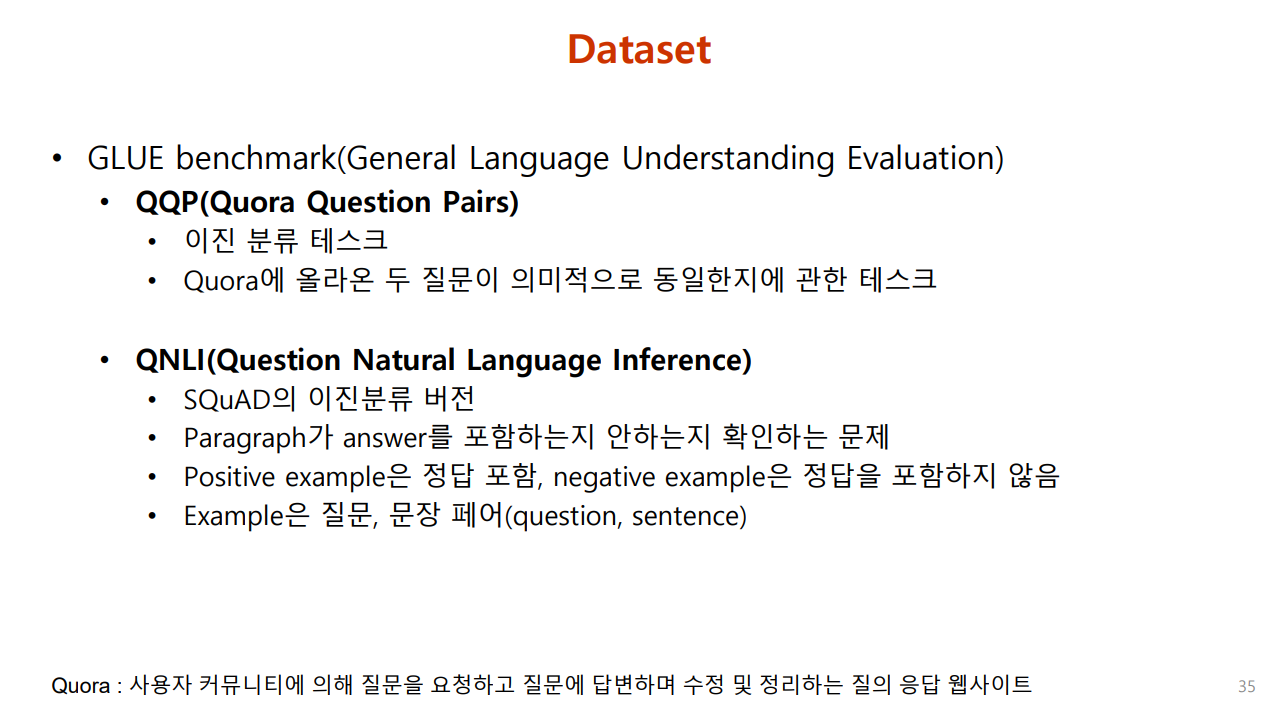 Dataset
• GLUE benchmark(General Language Understanding Evaluation)
• QQP(Quora Question Pairs)
• 이진 분류 테스크
• Quora에 올라온 두 질문이 의미적으로 동일한지에 관한 테스크
• QNLI(Question Natural Language Inference)
• SQuAD의 이진분류 버전
• Paragraph가 answer를 포함하는지 안하는지 확인하는 문제
• Positive example은 정답 포함, negative example은 정답을 포함하지 않음
• Example은 질문, 문장 페어(question, sentence)
Quora : 사용자 커뮤니티에 의해 질문을 요청하고 질문에 답변하며 수정 및 정리하는 질의 응답 웹사이트
35